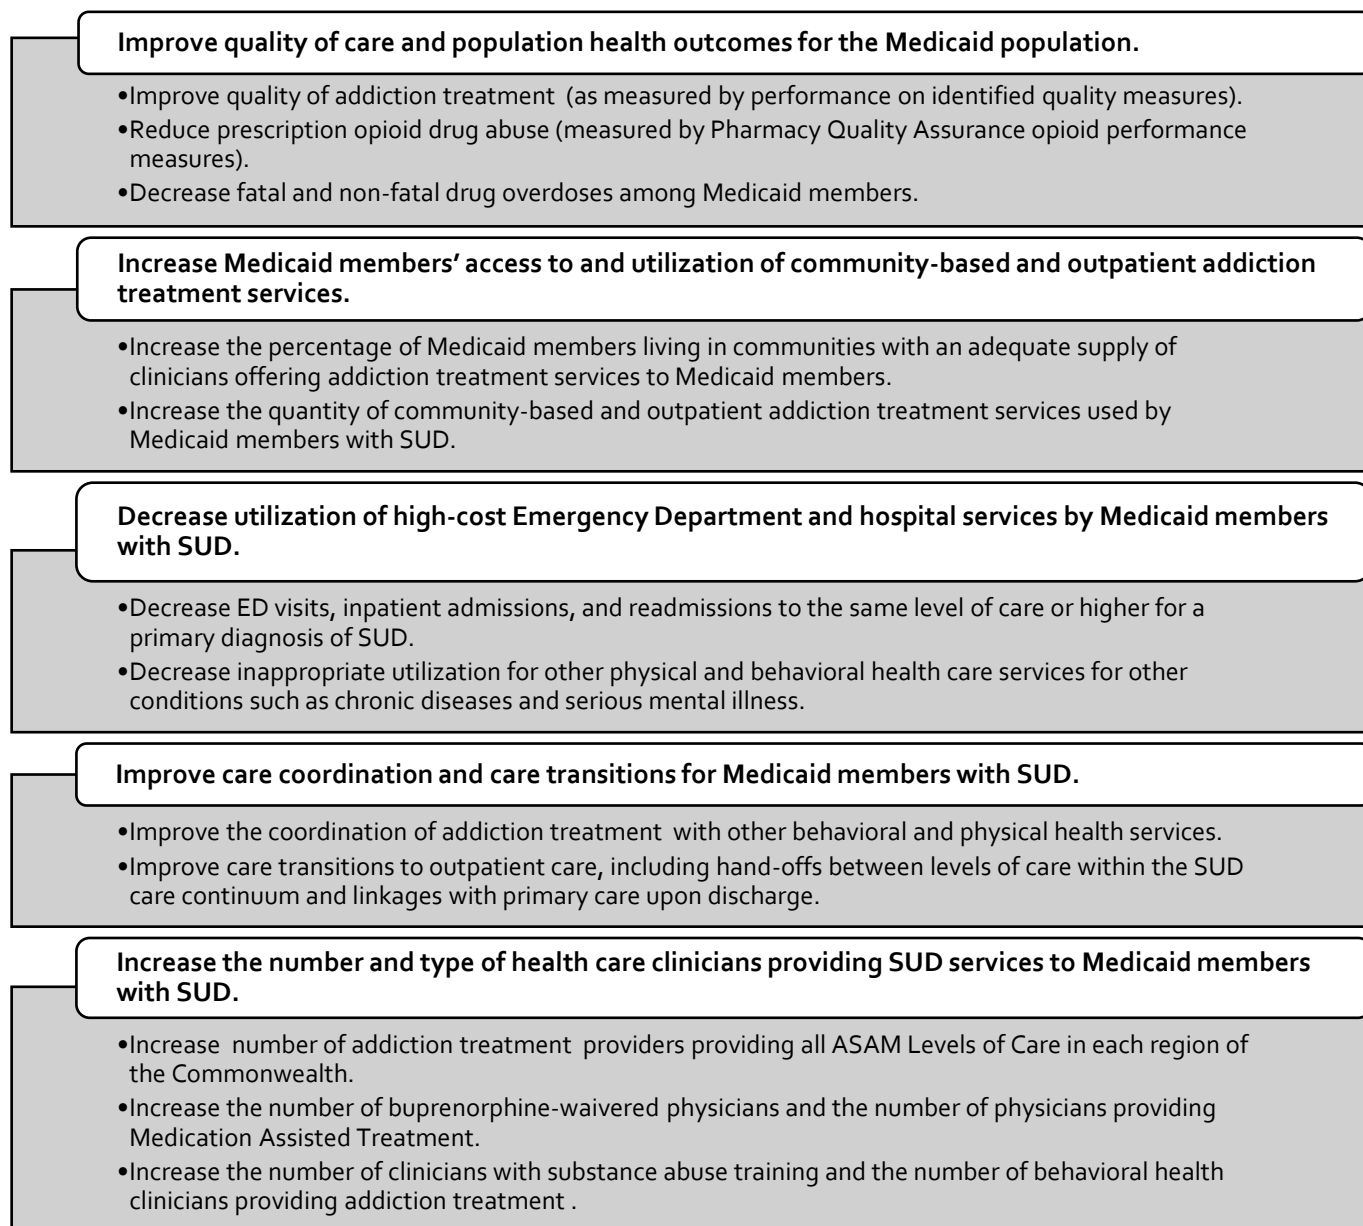 Improve quality of care and population health outcomes for the Medicaid population.
•Improve quality of addiction treatment (as measured by performance on identified quality measures).
•Reduce prescription opioid drug abuse (measured by Pharmacy Quality Assurance opioid performance
measures).
•Decrease fatal and non-fatal drug overdoses among Medicaid members.
Increase Medicaid members' access to and utilization of community-based and outpatient addiction
treatment services.
•Increase the percentage of Medicaid members living in communities with an adequate supply of
clinicians offering addiction treatment services to Medicaid members.
•Increase the quantity of community-based and outpatient addiction treatment services used by
Medicaid members with SUD.
Decrease utilization of high-cost Emergency Department and hospital services by Medicaid members
with SUD.
•Decrease ED visits, inpatient admissions, and readmissions to the same level of care or higher for a
primary diagnosis of SUD.
•Decrease inappropriate utilization for other physical and behavioral health care services for other
conditions such as chronic diseases and serious mental illness.
Improve care coordination and care transitions for Medicaid members with SUD.
•Improve the coordination of addiction treatment with other behavioral and physical health services.
•Improve care transitions to outpatient care, including hand-offs between levels of care within the SUD
care continuum and linkages with primary care upon discharge.
Increase the number and type of health care clinicians providing SUD services to Medicaid members
with SUD.
•Increase number of addiction treatment providers providing all ASAM Levels of Care in each region of
the Commonwealth.
•Increase the number of buprenorphine-waivered physicians and the number of physicians providing
Medication Assisted Treatment.
•Increase the number of clinicians with substance abuse training and the number of behavioral health
clinicians providing addiction treatment .